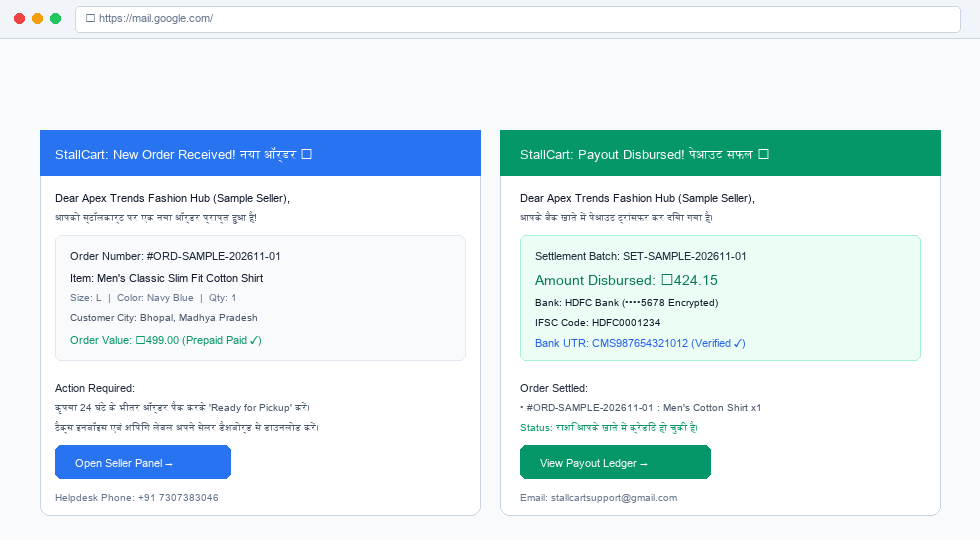 https://mail.google.com/
StallCart: New Order Received! नया ऑर्डर
Dear Apex Trends Fashion Hub (Sample Seller),
आपको स्टॉलकार्ट पर एक नया ऑर्डर प्राप्त हुआ है!
Order Number: #ORD-SAMPLE-202611-01
Item: Men's Classic Slim Fit Cotton Shirt
Size: L | Color: Navy Blue | Qty: 1
Customer City: Bhopal, Madhya Pradesh
Order Value: □499.00 (Prepaid Paid ✓)
Action Required:
कृपया 24 घंटे के भीतर ऑर्डर पैक करके 'Ready for Pickup' करें।
टैक्स इनवॉइस एवं शिपिंग लेबल अपने सेलर डैशबोर्ड से डाउनलोड करें।
Open Seller Panel →
Helpdesk Phone: +91 7307383046
StallCart: Payout Disbursed! पेआउट सफल
Dear Apex Trends Fashion Hub (Sample Seller),
आपके बैंक खाते में पेआउट ट्रांसफर कर दिया गया है।
Settlement Batch: SET-SAMPLE-202611-01
Amount Disbursed: □424.15
Bank: HDFC Bank (••••5678 Encrypted)
IFSC Code: HDFC0001234
Bank UTR: CMS987654321012 (Verified ✓)
Order Settled:
• #ORD-SAMPLE-202611-01 : Men's Cotton Shirt x1
Status: राशि आपके खाते में क्रेडिट हो चुकी है।
View Payout Ledger →
Email: stallcartsupport@gmail.com